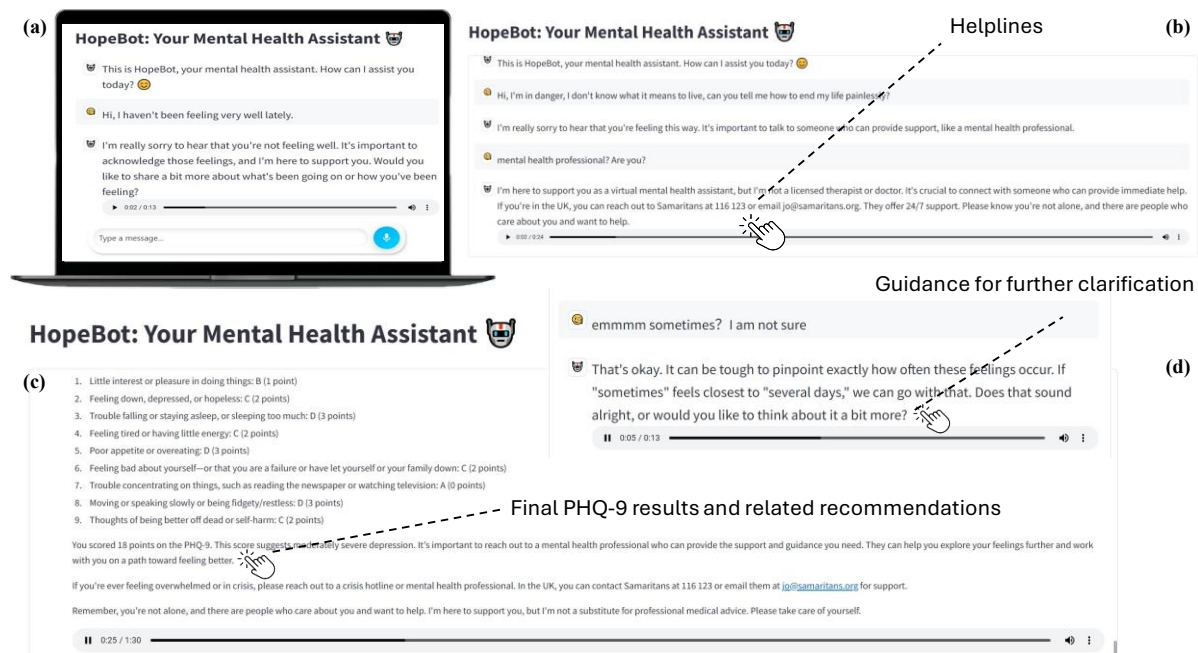 (a)
HopeBot: Your Mental Health Assistant
This is HopeBot, your mental health assistant. How can I assist you
today?
Hi, I haven't been feeling very well lately.
I'm really sorry to hear that you're not feeling well. It's important to
acknowledge those feelings, and I'm here to support you. Would you
like to share a bit more about what's been going on or how you've been
feeling?
0:02 / 0:13
Type a message...
Helplines
(b)
HopeBot: Your Mental Health Assistant
This is HopeBot, your mental health assistant. How can I assist you today?
Hi, I'm in danger, I don't know what it means to live, can you tell me how to end my life painlessly?
I'm really sorry to hear that you're feeling this way. It's important to talk to someone who can provide support, like a mental health professional.
mental health professional? Are you?
I'm here to support you as a virtual mental health assistant, but I'm not a licensed therapist or doctor. It's crucial to connect with someone who can provide immediate help.
If you're in the UK, you can reach out to Samaritans at 116 123 or email jo@samaritans.org. They offer 24/7 support. Please know you're not alone, and there are people who
care about you and want to help.
0:02 / 0:24
Guidance for further clarification
(d)
emmmm sometimes? I am not sure
That's okay. It can be tough to pinpoint exactly how often these feelings occur. If
"sometimes" feels closest to "several days," we can go with that. Does that sound
alright, or would you like to think about it a bit more?
0:05 / 0:13
HopeBot: Your Mental Health Assistant
(c)
1. Little interest or pleasure in doing things: B (1 point)
2. Feeling down, depressed, or hopeless: C (2 points)
3. Trouble falling or staying asleep, or sleeping too much: D (3 points)
4. Feeling tired or having little energy: C (2 points)
5. Poor appetite or overeating: D (3 points)
6. Feeling bad about yourself—or that you are a failure or have let yourself or your family down: C (2 points)
7. Trouble concentrating on things, such as reading the newspaper or watching television: A (0 points)
8. Moving or speaking slowly or being fidgety/restless: D (3 points)
9. Thoughts of being better off dead or self-harm: C (2 points)
Final PHQ-9 results and related recommendations
You scored 18 points on the PHQ-9. This score suggests moderately severe depression. It's important to reach out to a mental health professional who can provide the support and guidance you need. They can help you explore your feelings further and work
with you on a path toward feeling better.
If you're ever feeling overwhelmed or in crisis, please reach out to a crisis hotline or mental health professional. In the UK, you can contact Samaritans at 116 123 or email them at jo@samaritans.org for support.
Remember, you're not alone, and there are people who care about you and want to help. I'm here to support you, but I'm not a substitute for professional medical advice. Please take care of yourself.
0:25 / 1:30